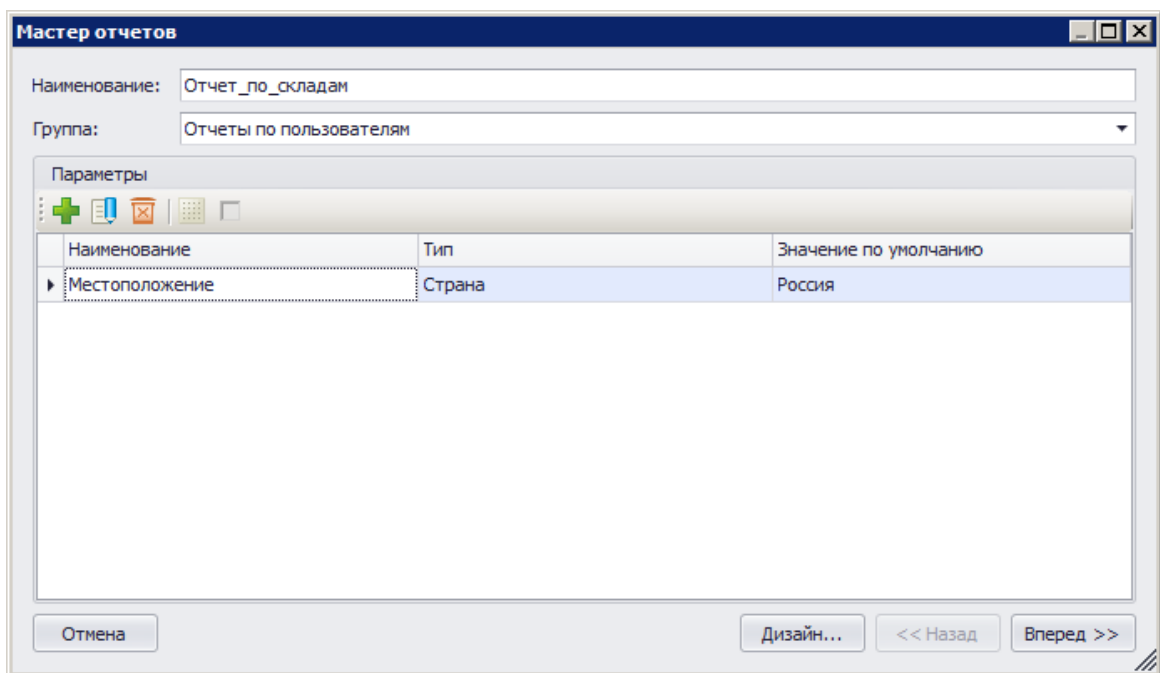 Мастер отчетов
Наименование: Отчет_по_складам
Группа: Отчеты по пользователям
Параметры
Наименование Тип Значение по умолчанию
Местоположение Страна Россия
Отмена Дизайн... << Назад Вперед >>